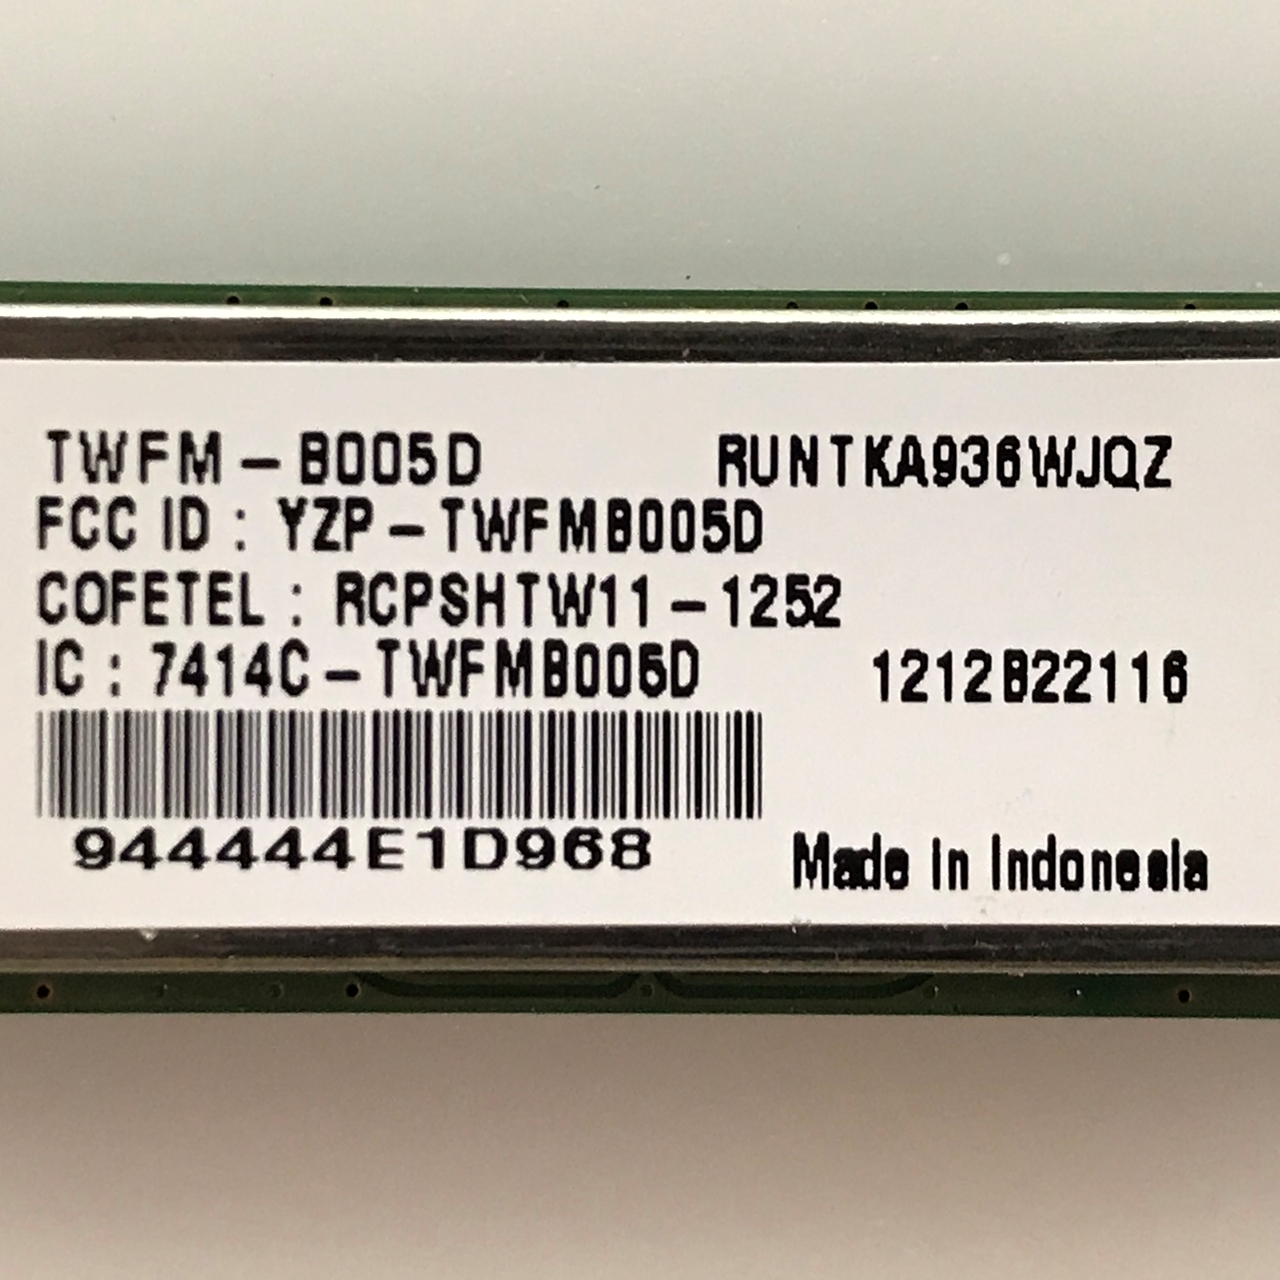 TWFM-B005D RUNTKA936WJQZ
FCC ID : YZP-TWFMB005D
COFETEL : RCPSHTW11-1252
IC : 7414C-TWFMB005D 1212B22116
944444E1D968
Made in Indonesia